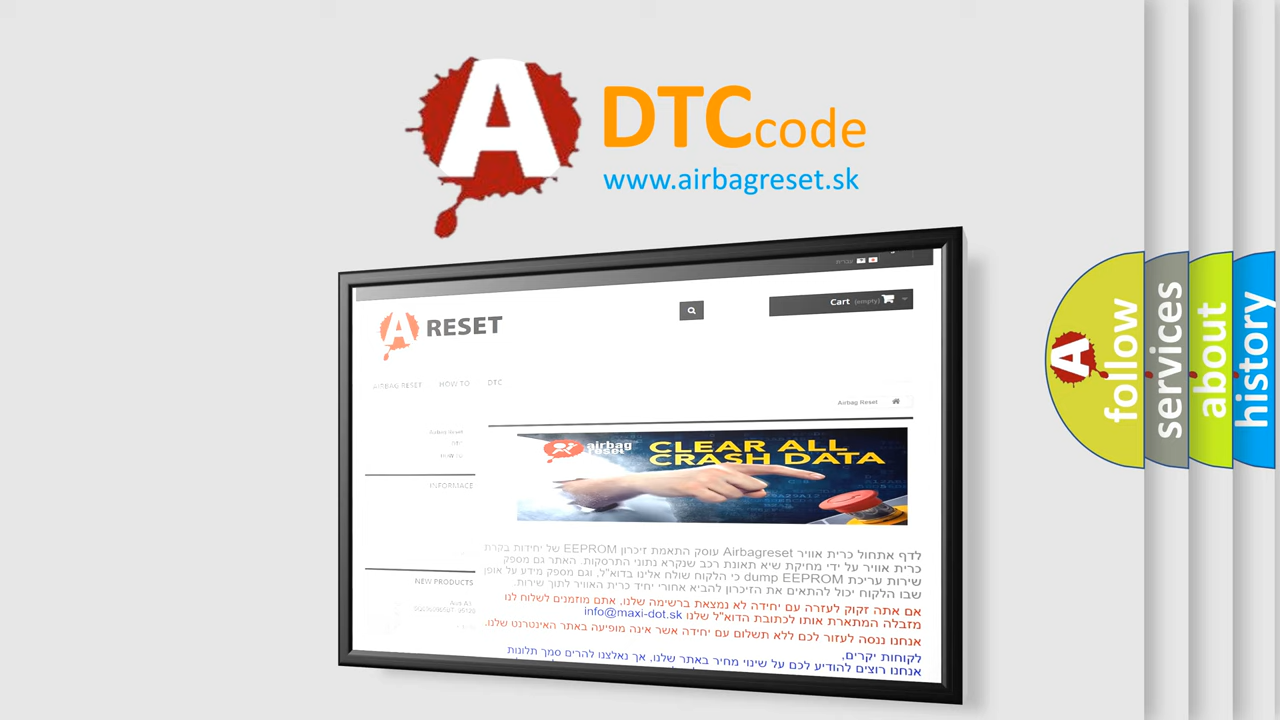 A
DTC code
www.airbagreset.sk
עברית
Cart (empty)
A RESET
AIRBAG RESET HOW TO DTC
Airbag Reset
Airbag Reset
HOW TO
INFORMACE
airbag reset
CLEAR ALL
CRASH DATA
לדף אתחול כרית אוויר Airbagreset עוסק התאמת זיכרון EEPROM של יחידות בקרת
כרית אוויר על ידי מחיקת שיא תאונת רכב שנקרא נתוני התרסקות. האתר גם מספק
שירות עריכת dump EEPROM כי הלקוח שולח אלינו בדוא"ל, וגם מספק מידע על אופן
שבו הלקוח יכול להתאים את הזיכרון להביא אחורי יחיד כרית האוויר לתוך שירות.
NEW PRODUCTS
אם אתה זקוק לעזרה עם יחידה לא נמצאת ברשימה שלנו, אתם מוזמנים לשלוח לנו
מזבלה המתארת אותו לכתובת הדוא"ל שלנו info@maxi-dot.sk
אנחנו ננסה לעזור לכם ללא תשלום עם יחידה אשר אינה מופיעה באתר האינטרנט שלנו.
לקוחות יקרים,
אנחנו רוצים להודיע לכם על שינוי מחיר באתר שלנו, אך נאלצנו להרים סמך תלונות
A
follow
services
about
history